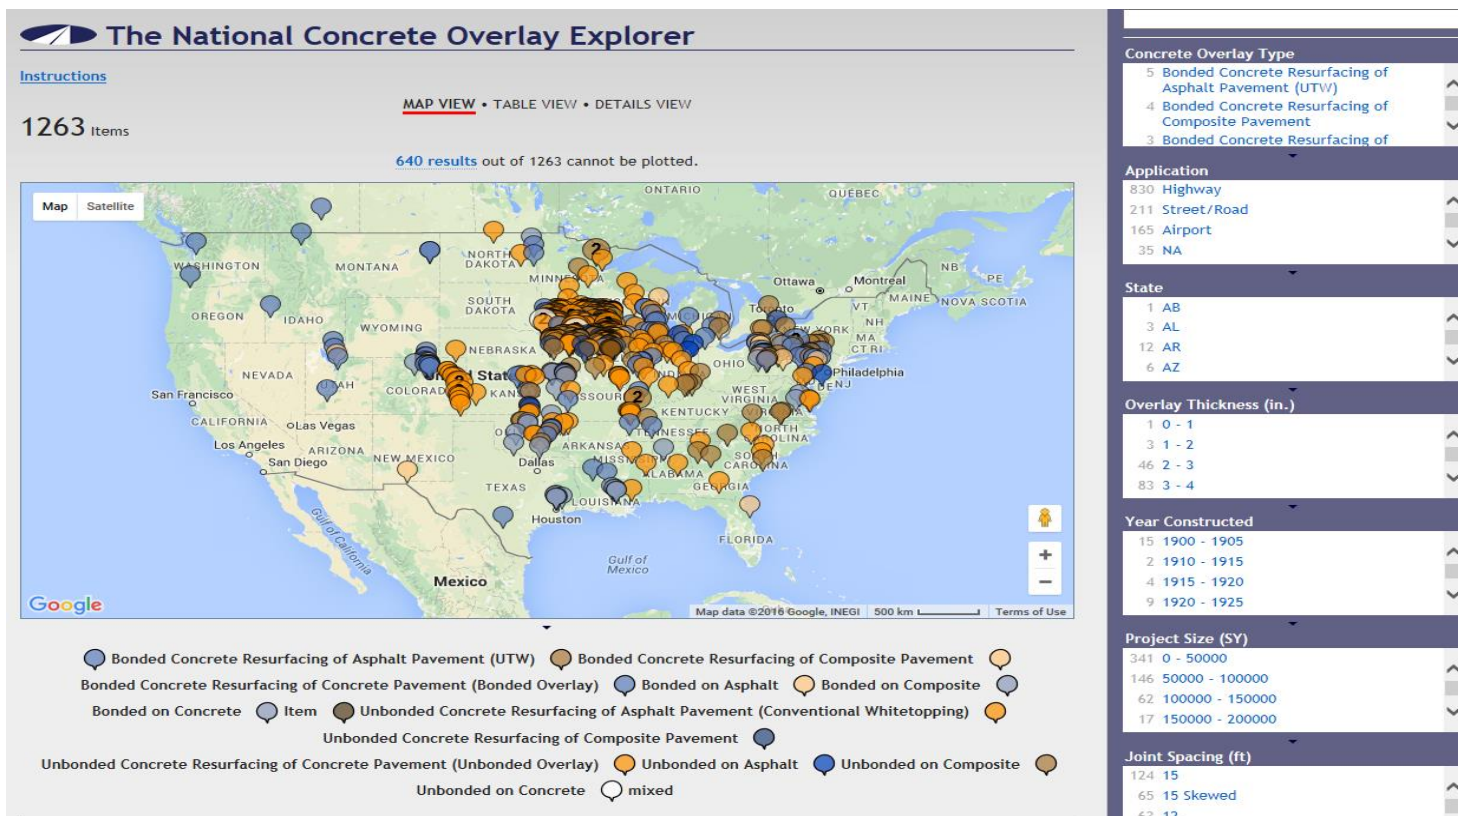 The National Concrete Overlay Explorer
Instructions
MAP VIEW • TABLE VIEW • DETAILS VIEW
1263 Items
640 results out of 1263 cannot be plotted.
Map Satellite
ONTARIO
QUÉBEC
WASHINGTON
MONTANA
NORTH DAKOTA
Ottawa
Montreal
NB
PE
MAINE
NOVA SCOTIA
OREGON
IDAHO
SOUTH DAKOTA
Toronto
VT
NH
WYOMING
MA
CT RI
NEBRASKA
OHIO
Philadelphia
NEVADA
San Francisco
WEST VIRGINIA
KENTUCKY
CALIFORNIA
Las Vegas
Los Angeles
ARIZONA
NEW MEXICO
San Diego
ARKANSAS
Dallas
TEXAS
Houston
FLORIDA
Gulf of California
Gulf of Mexico
Mexico
Google
Map data ©2016 Google, INEGI 500 km Terms of Use
Bonded Concrete Resurfacing of Asphalt Pavement (UTW) Bonded Concrete Resurfacing of Composite Pavement
Bonded Concrete Resurfacing of Concrete Pavement (Bonded Overlay) Bonded on Asphalt Bonded on Composite
Bonded on Concrete Item Unbonded Concrete Resurfacing of Asphalt Pavement (Conventional Whitetopping)
Unbonded Concrete Resurfacing of Composite Pavement
Unbonded Concrete Resurfacing of Concrete Pavement (Unbonded Overlay) Unbonded on Asphalt Unbonded on Composite
Unbonded on Concrete mixed
Concrete Overlay Type
5 Bonded Concrete Resurfacing of
Asphalt Pavement (UTW)
4 Bonded Concrete Resurfacing of
Composite Pavement
3 Bonded Concrete Resurfacing of
Application
830 Highway
211 Street/Road
165 Airport
35 NA
State
1 AB
3 AL
12 AR
6 AZ
Overlay Thickness (in.)
1 0 - 1
3 1 - 2
46 2 - 3
83 3 - 4
Year Constructed
15 1900 - 1905
2 1910 - 1915
4 1915 - 1920
9 1920 - 1925
Project Size (SY)
341 0 - 50000
146 50000 - 100000
62 100000 - 150000
17 150000 - 200000
Joint Spacing (ft)
124 15
65 15 Skewed
63 12